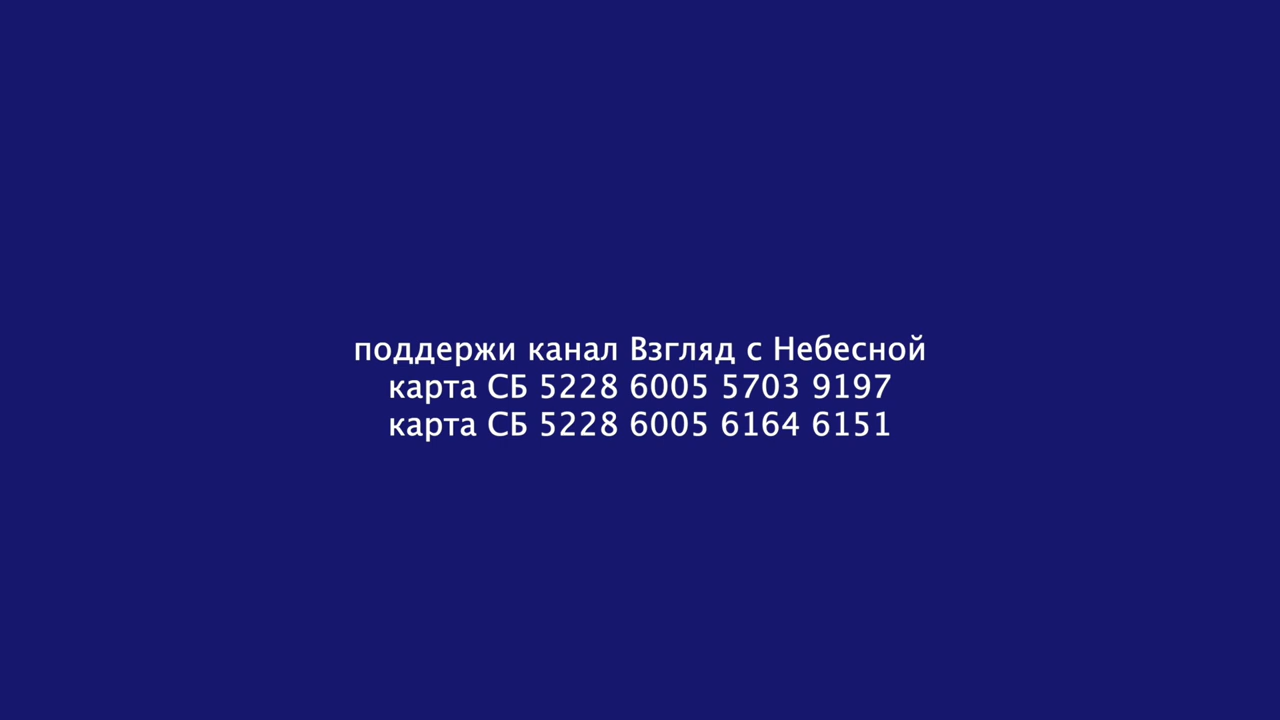 поддержи канал Взгляд с Небесной
карта СБ 5228 6005 5703 9197
карта СБ 5228 6005 6164 6151